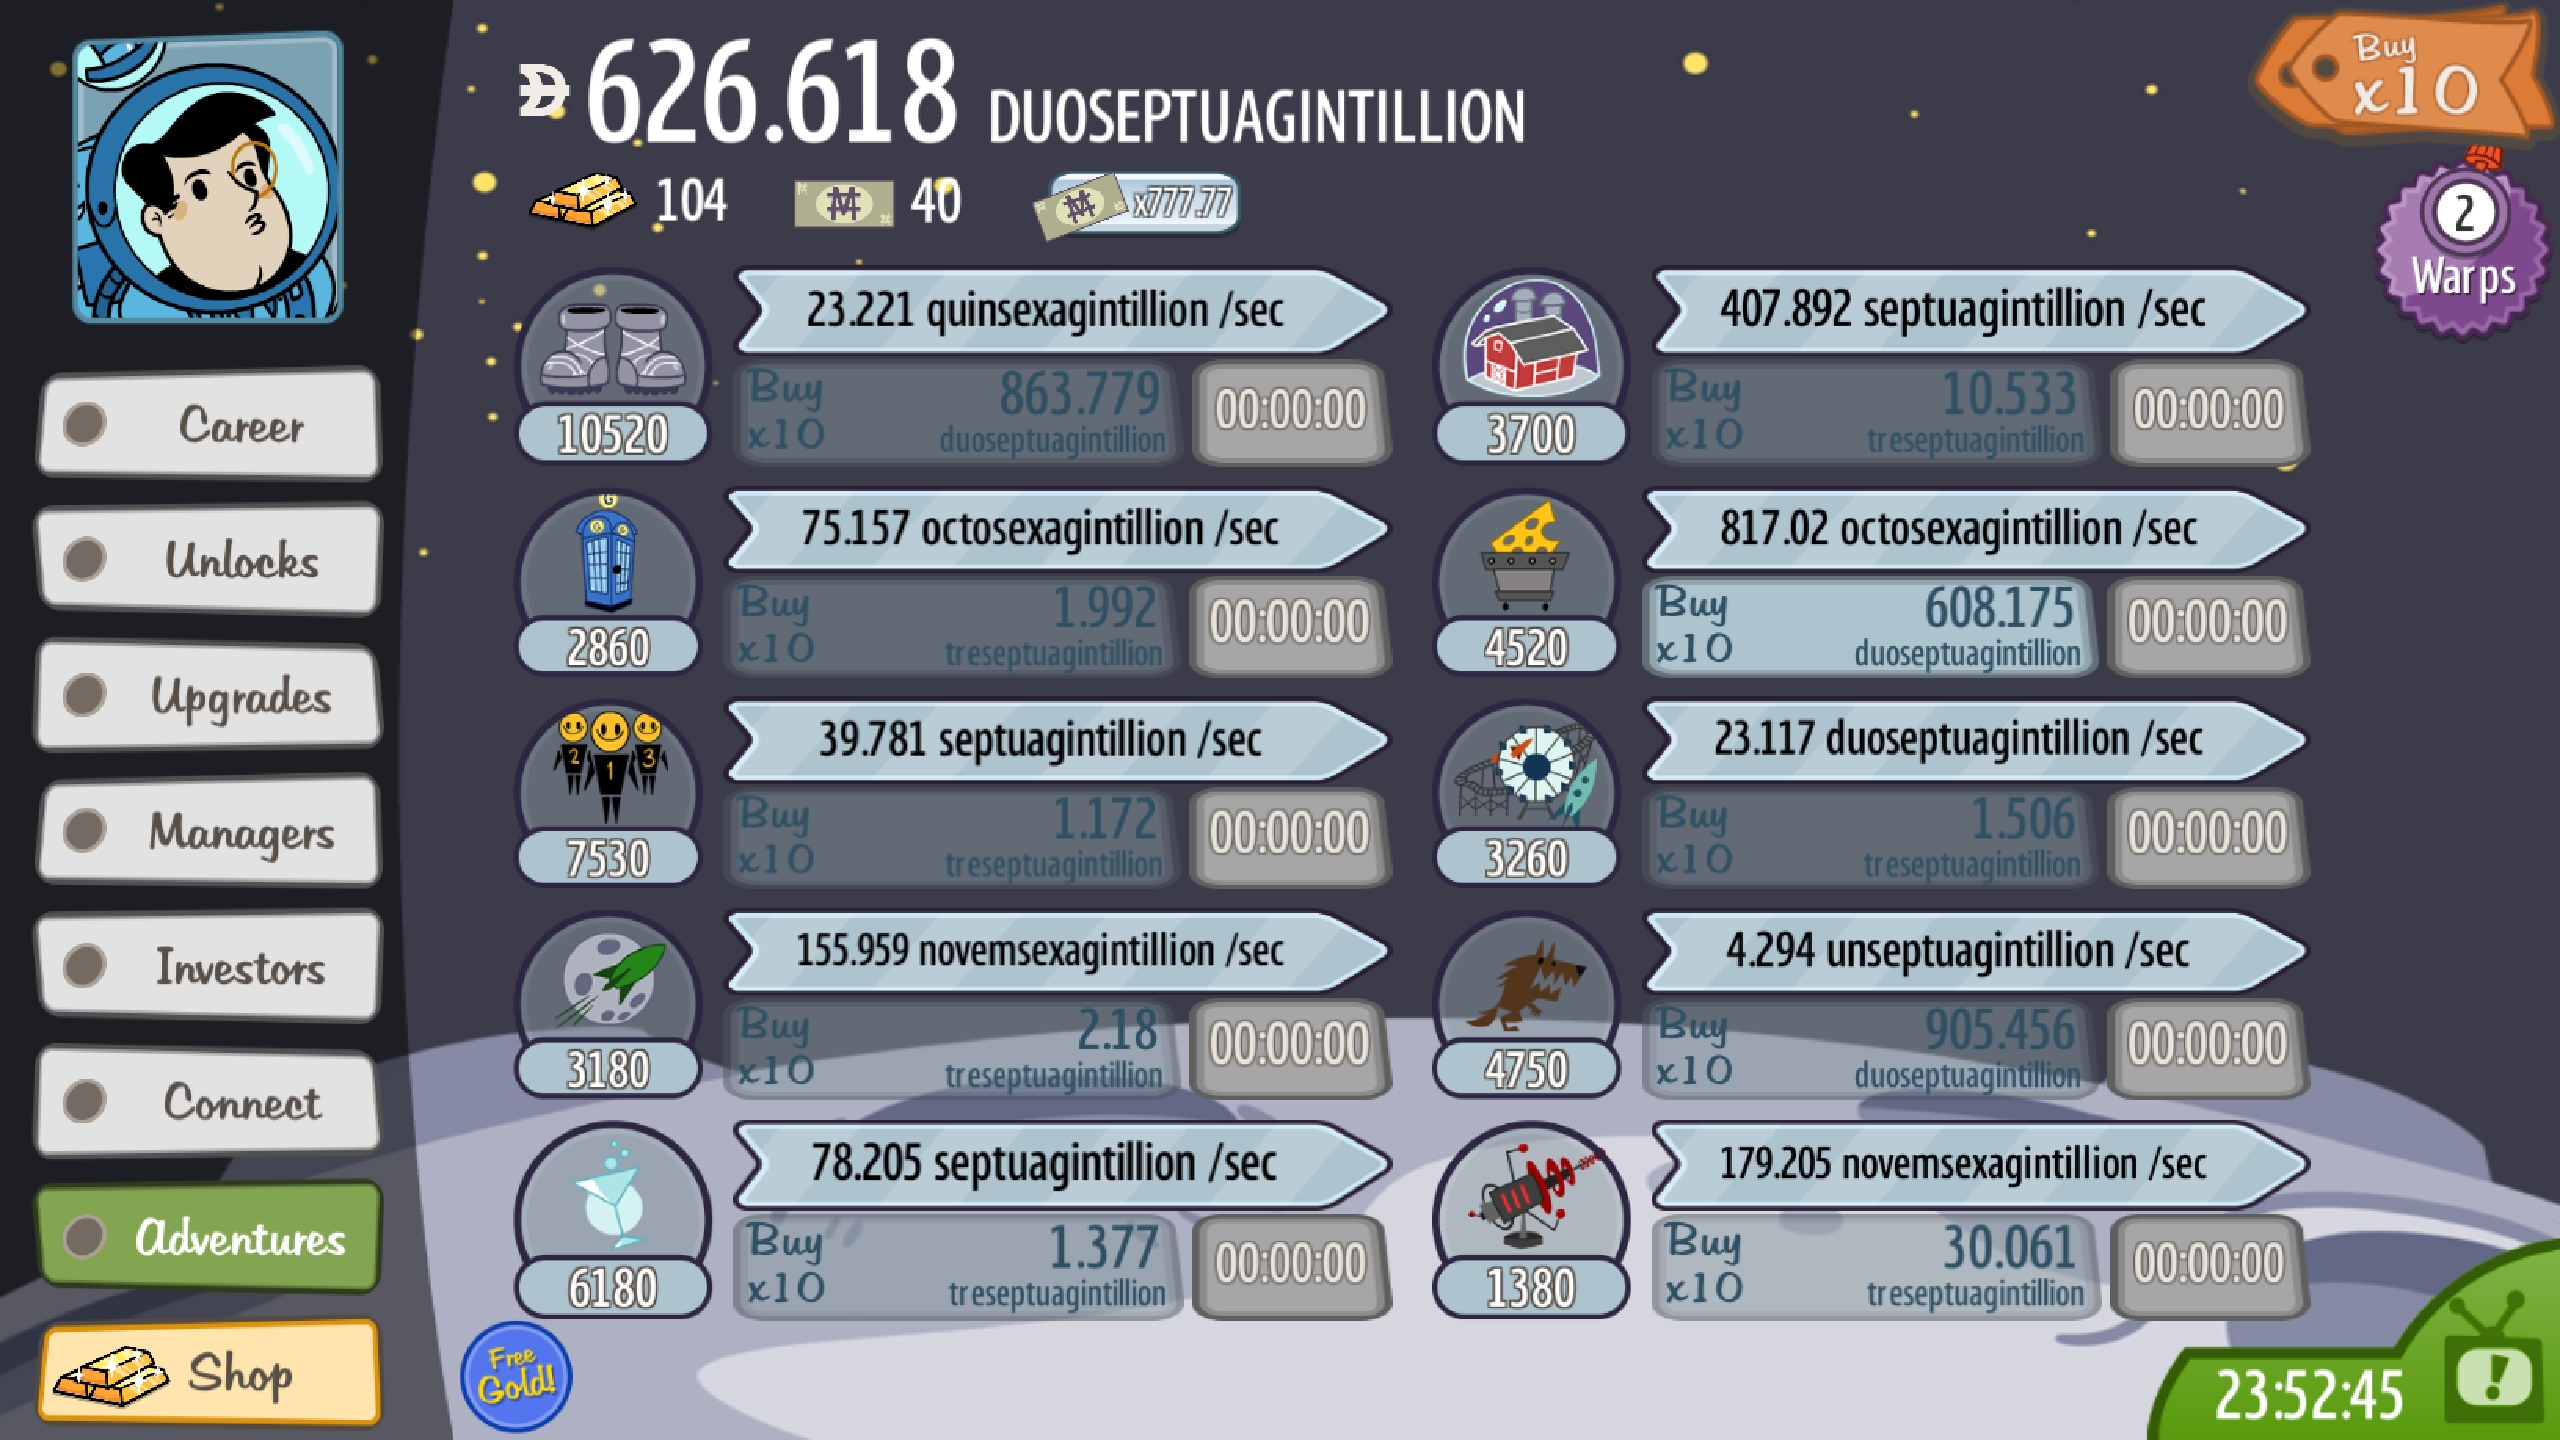 626.618 DUOSEPTUAGINTILLION
Buy
x10
104
40
x777.77
2
Warps
Career
Unlocks
Upgrades
Managers
Investors
Connect
Adventures
Shop
23.221 quinsexagintillion /sec
10520
Buy
x10
863.779
duoseptuagintillion
00:00:00
407.892 septuagintillion /sec
3700
Buy
x10
10.533
treseptuagintillion
00:00:00
G
75.157 octosexagintillion /sec
2860
Buy
x10
1.992
treseptuagintillion
00:00:00
817.02 octosexagintillion /sec
4520
Buy
x10
608.175
duoseptuagintillion
00:00:00
2 1 3
39.781 septuagintillion /sec
7530
Buy
x10
1.172
treseptuagintillion
00:00:00
23.117 duoseptuagintillion /sec
3260
Buy
x10
1.506
treseptuagintillion
00:00:00
155.959 novemsexagintillion /sec
3180
Buy
x10
2.18
treseptuagintillion
00:00:00
4.294 unseptuagintillion /sec
4750
Buy
x10
905.456
duoseptuagintillion
00:00:00
78.205 septuagintillion /sec
6180
Buy
x10
1.377
treseptuagintillion
00:00:00
179.205 novemsexagintillion /sec
1380
Buy
x10
30.061
treseptuagintillion
00:00:00
Free
Gold!
23:52:45
!